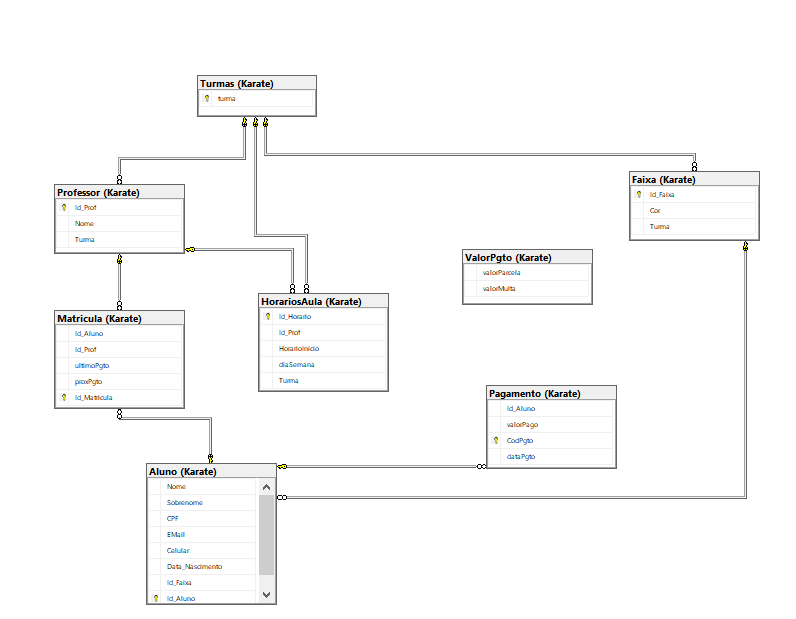 Turmas (Karate)
turma
Professor (Karate)
Id_Prof
Nome
Turma
Faixa (Karate)
Id_Faixa
Cor
Turma
ValorPgto (Karate)
valorParcela
valorMulta
HorariosAula (Karate)
Id_Horario
Id_Prof
HorarioInicio
diaSemana
Turma
Matricula (Karate)
Id_Aluno
Id_Prof
ultimoPgto
proxPgto
Id_Matricula
Pagamento (Karate)
Id_Aluno
valorPago
CodPgto
dataPgto
Aluno (Karate)
Nome
Sobrenome
CPF
EMail
Celular
Data_Nascimento
Id_Faixa
Id_Aluno